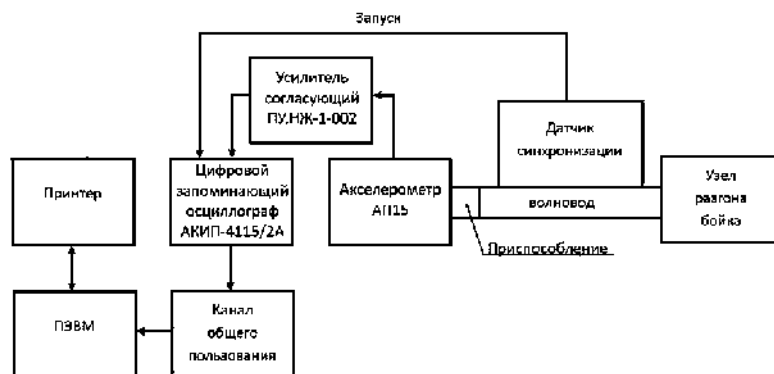 Запуск
Усилитель
согласующий
ПУ.НЖ-1-002
Датчик
синхронизации
Принтер
Цифровой
запоминающий
осциллограф
АКИП-4115/2А
Акселерометр
АП15
волновод
Узел
разгона
бойка
Приспособление
ПЭВМ
Канал
общего
пользования